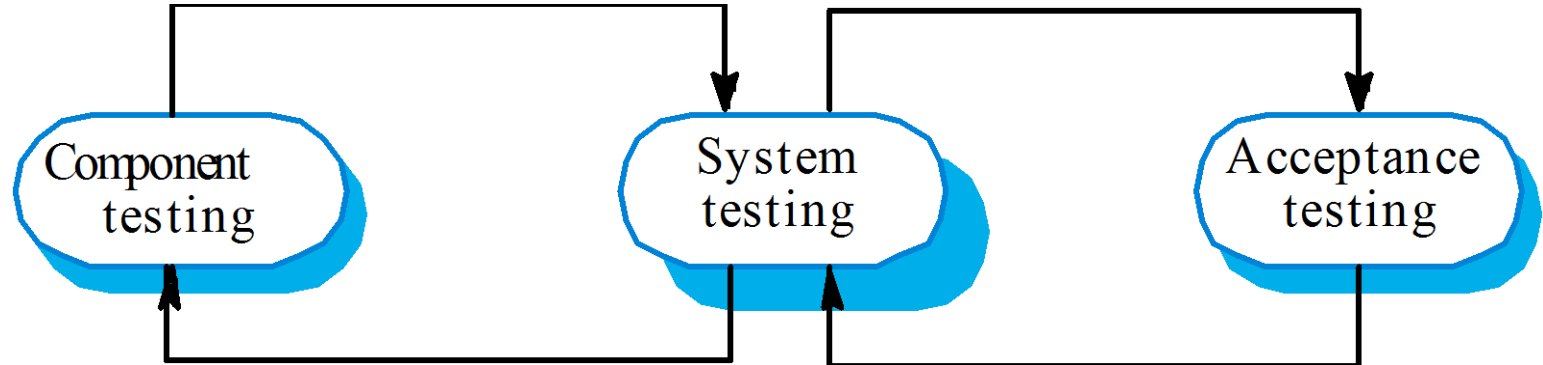 Component
testing
System
testing
Acceptance
testing